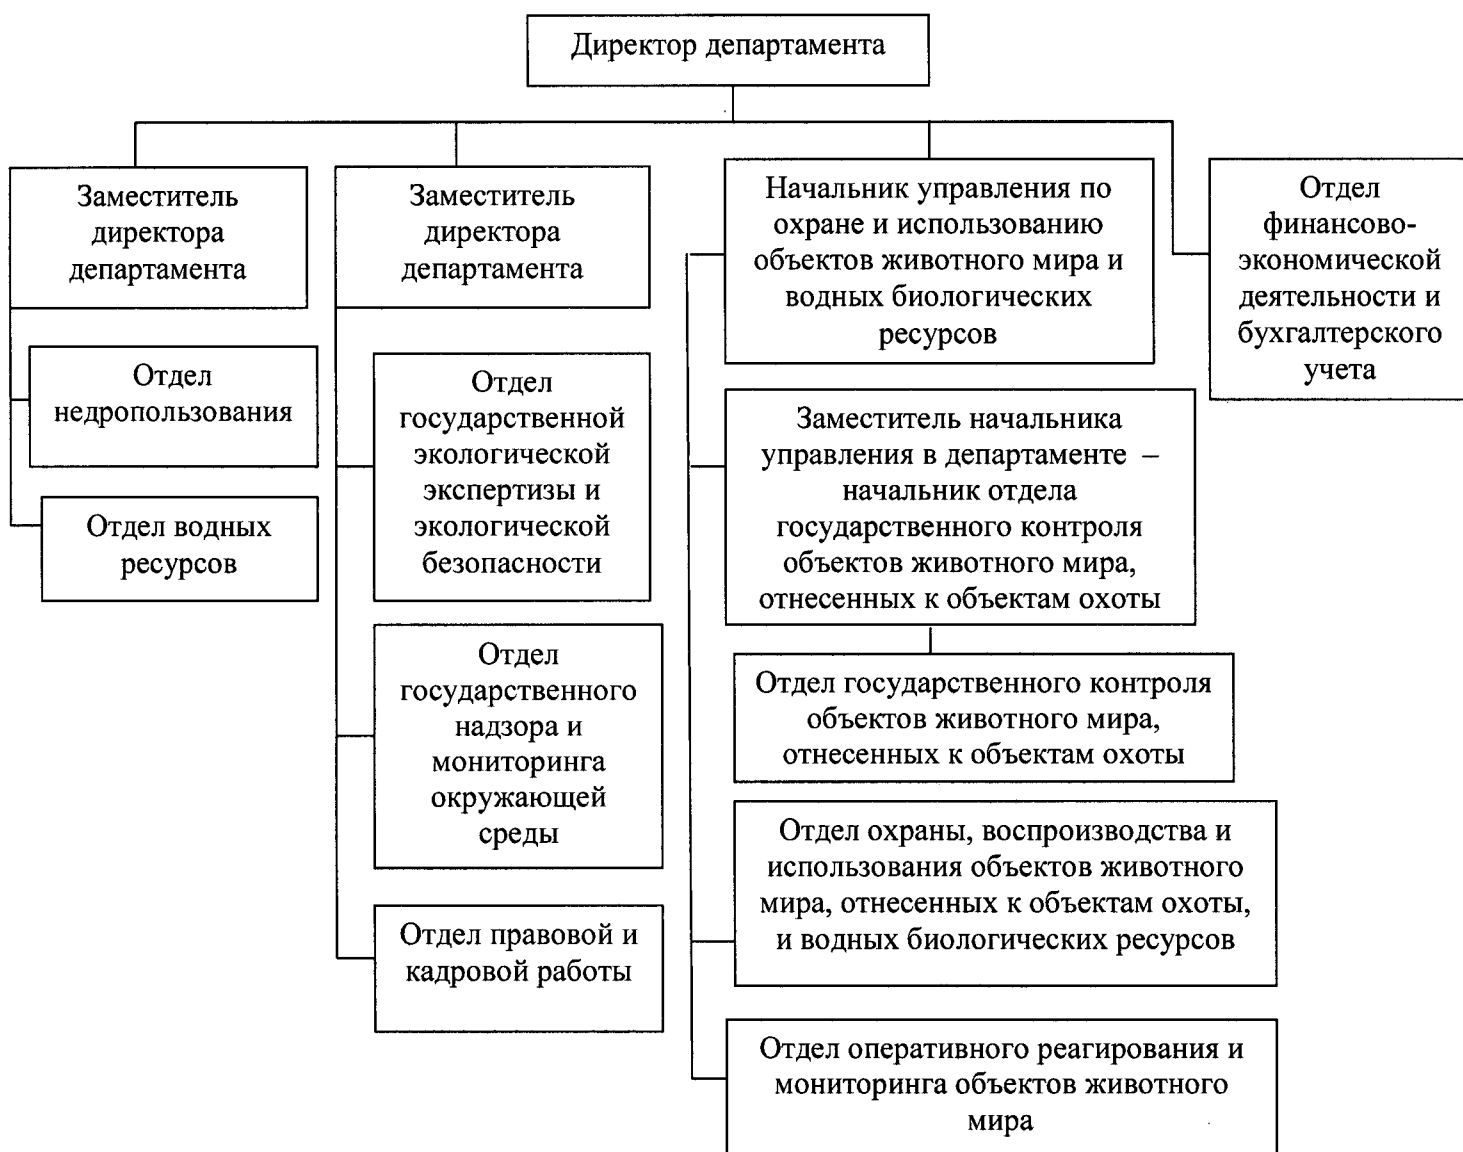 Директор департамента
Заместитель
директора
департамента
Отдел
недропользования
Отдел водных
ресурсов
Заместитель
директора
департамента
Отдел
государственной
экологической
экспертизы и
экологической
безопасности
Отдел
государственного
надзора и
мониторинга
окружающей
среды
Отдел правовой и
кадровой работы
Начальник управления по
охране и использованию
объектов животного мира и
водных биологических
ресурсов
Заместитель начальника
управления в департаменте –
начальник отдела
государственного контроля
объектов животного мира,
отнесенных к объектам охоты
Отдел государственного контроля
объектов животного мира,
отнесенных к объектам охоты
Отдел охраны, воспроизводства и
использования объектов животного
мира, отнесенных к объектам охоты,
и водных биологических ресурсов
Отдел оперативного реагирования и
мониторинга объектов животного
мира
Отдел
финансово-
экономической
деятельности и
бухгалтерского
учета